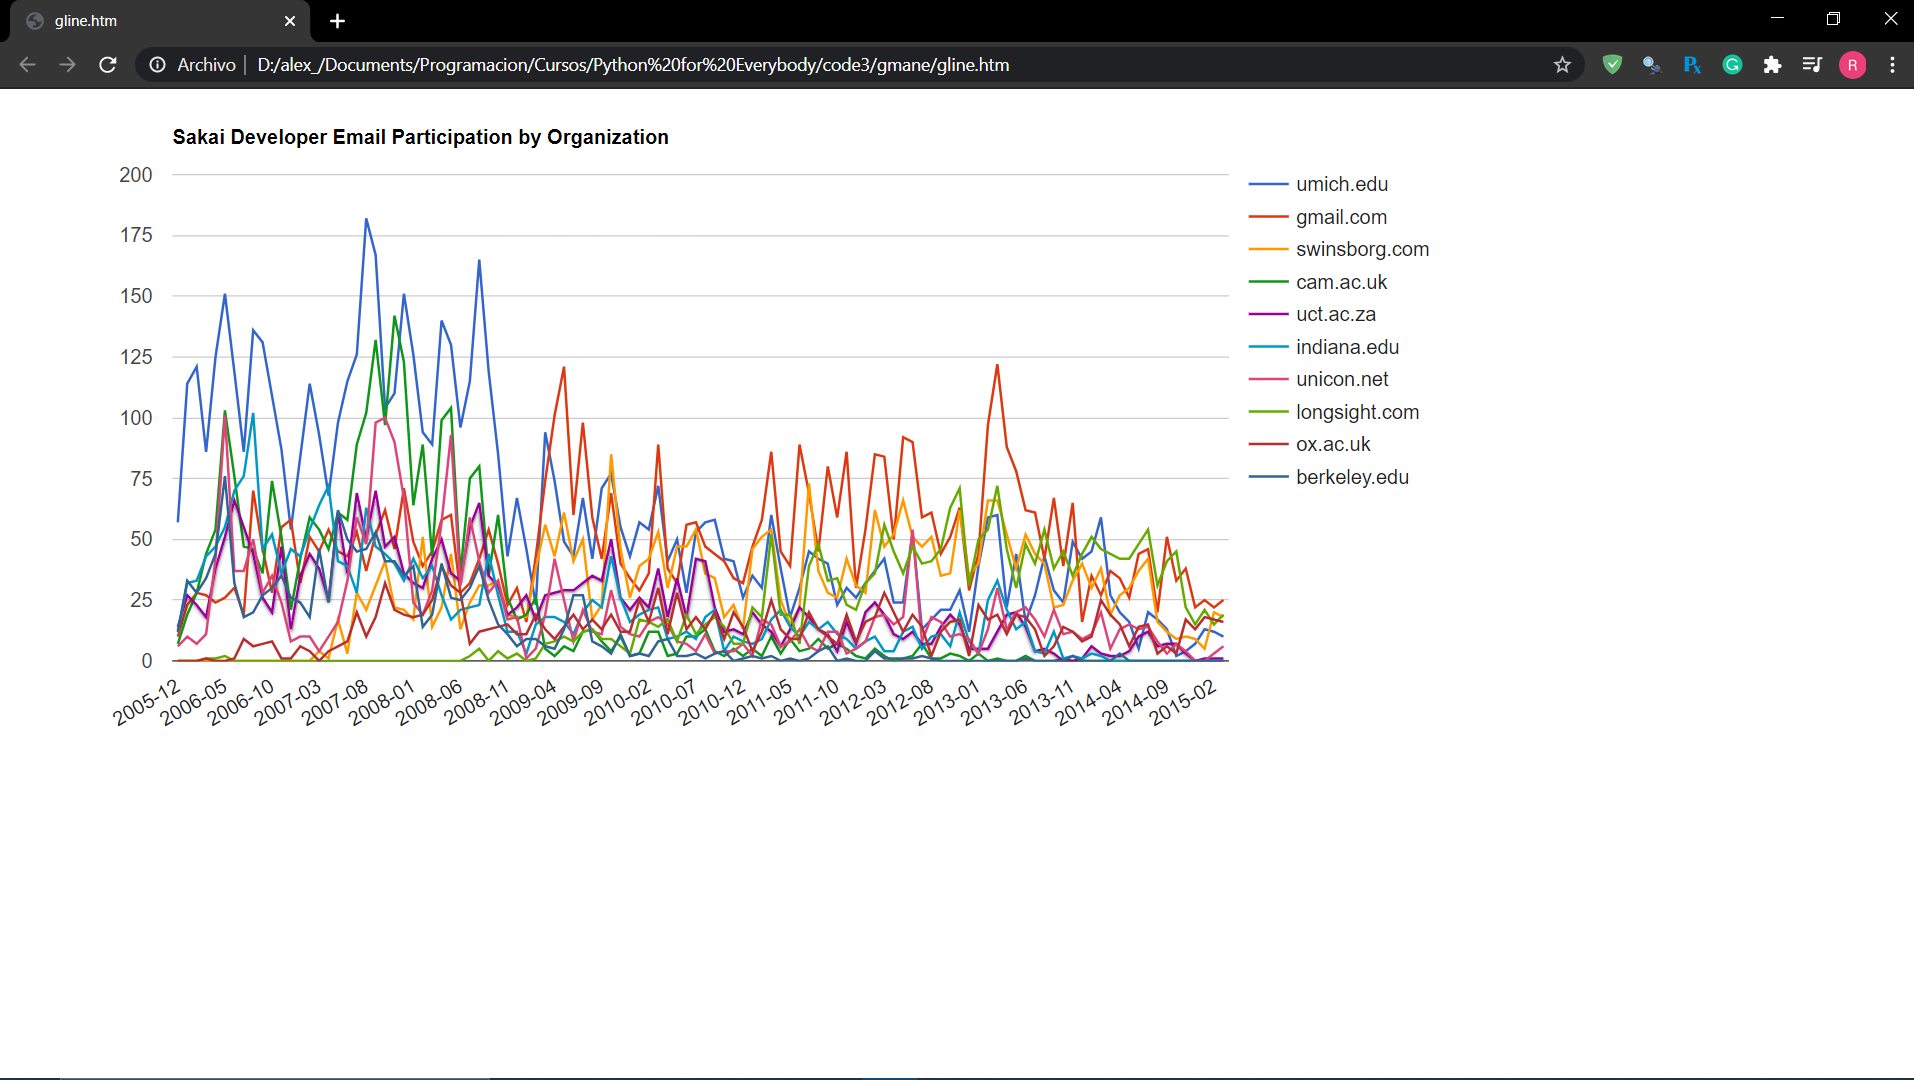 gline.htm
Archivo D:/alex_/Documents/Programacion/Cursos/Python%20for%20Everybody/code3/gmane/gline.htm
R
Sakai Developer Email Participation by Organization
200
175
150
125
100
75
50
25
0
2005-12
2006-05
2006-10
2007-03
2007-08
2008-01
2008-06
2008-11
2009-04
2009-09
2010-02
2010-07
2010-12
2011-05
2011-10
2012-03
2012-08
2013-01
2013-06
2013-11
2014-04
2014-09
2015-02
umich.edu
gmail.com
swinsborg.com
cam.ac.uk
uct.ac.za
indiana.edu
unicon.net
longsight.com
ox.ac.uk
berkeley.edu